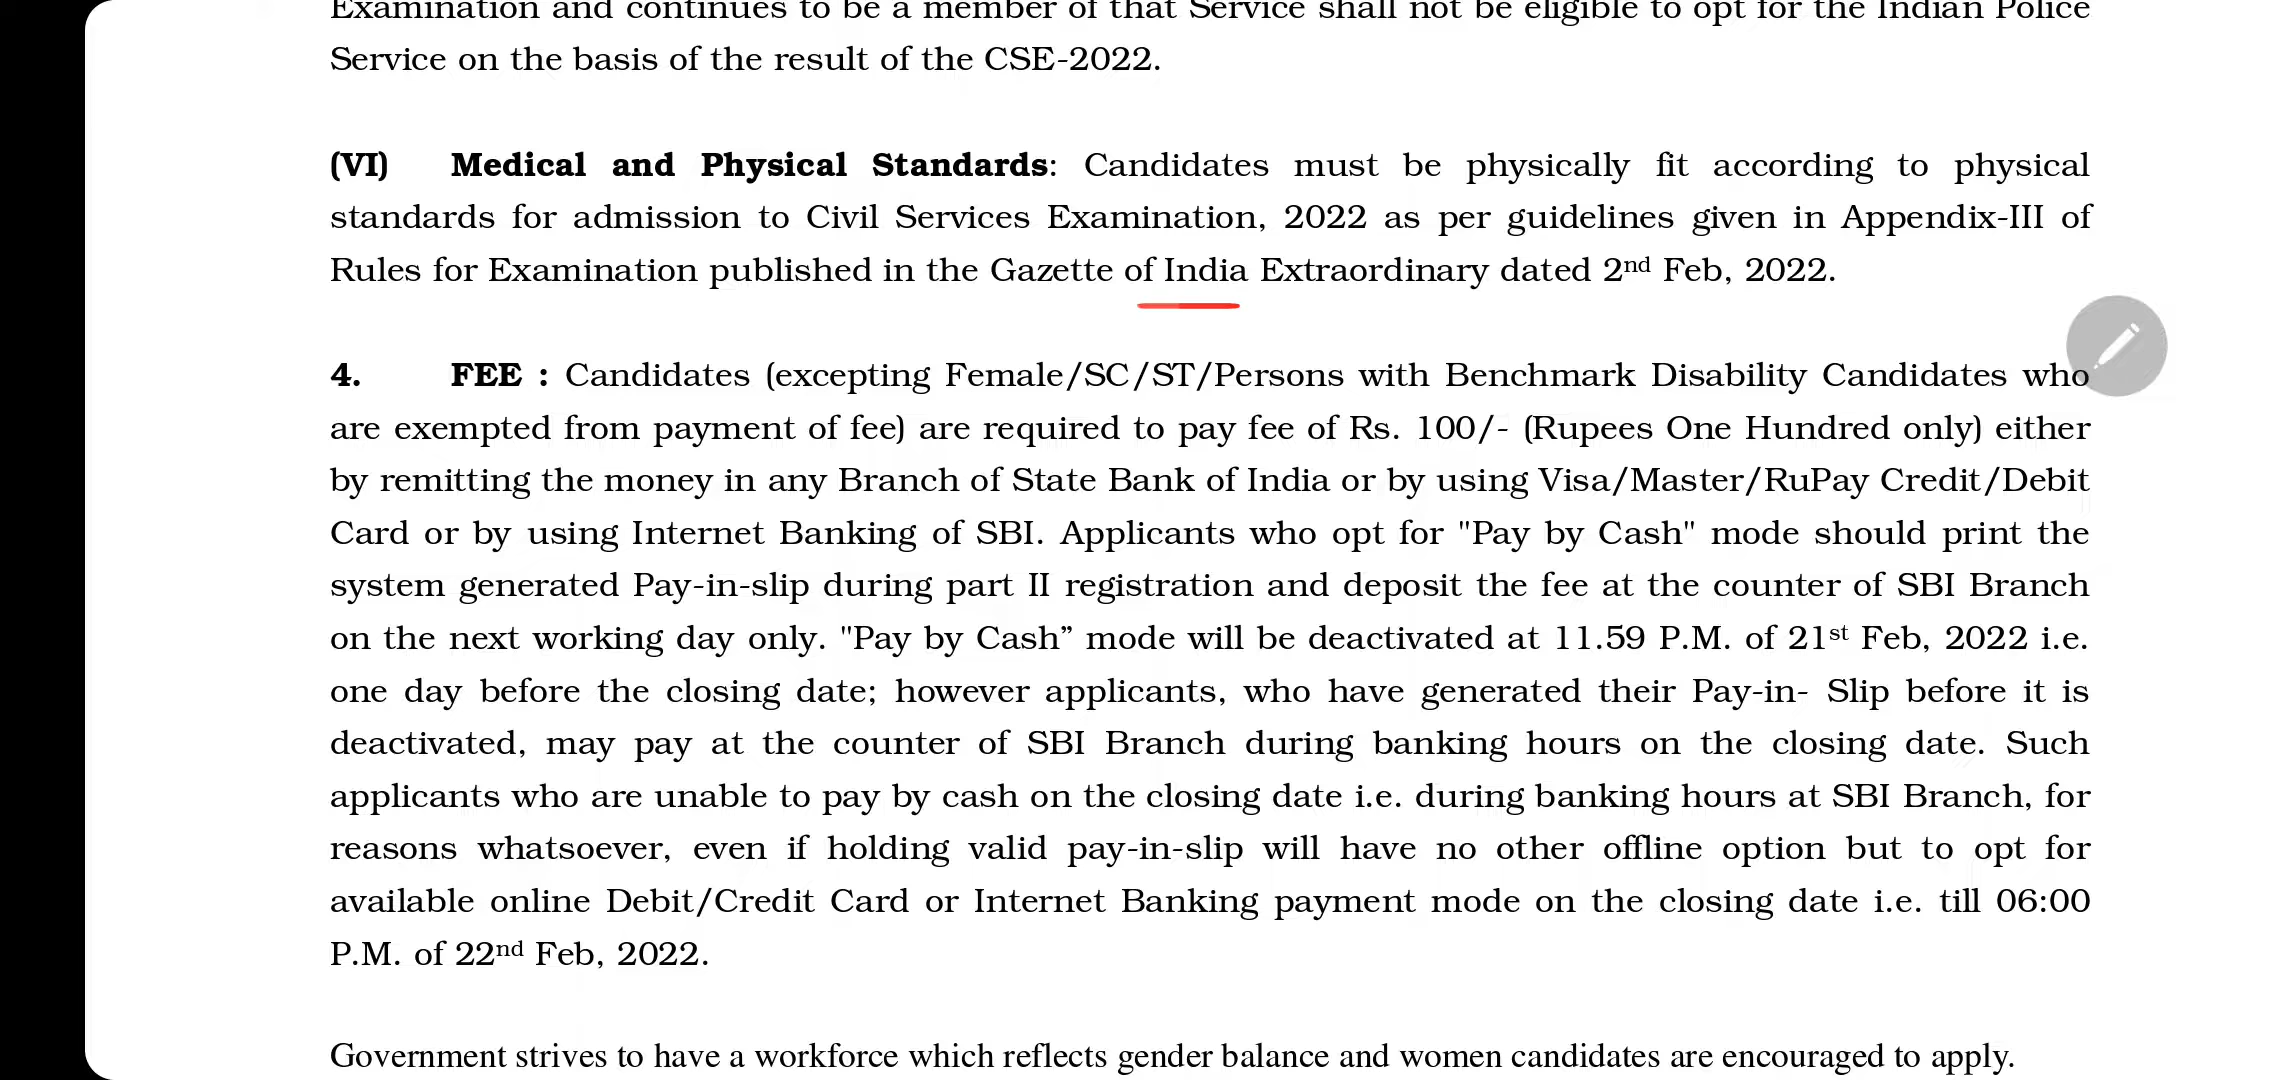 Examination and continues to be a member of that Service shall not be eligible to opt for the Indian Police
Service on the basis of the result of the CSE-2022.
(VI) Medical and Physical Standards: Candidates must be physically fit according to physical
standards for admission to Civil Services Examination, 2022 as per guidelines given in Appendix-III of
Rules for Examination published in the Gazette of India Extraordinary dated 2nd Feb, 2022.
4. FEE : Candidates (excepting Female/SC/ST/Persons with Benchmark Disability Candidates who
are exempted from payment of fee) are required to pay fee of Rs. 100/- (Rupees One Hundred only) either
by remitting the money in any Branch of State Bank of India or by using Visa/Master/RuPay Credit/Debit
Card or by using Internet Banking of SBI. Applicants who opt for "Pay by Cash" mode should print the
system generated Pay-in-slip during part II registration and deposit the fee at the counter of SBI Branch
on the next working day only. "Pay by Cash” mode will be deactivated at 11.59 P.M. of 21st Feb, 2022 i.e.
one day before the closing date; however applicants, who have generated their Pay-in- Slip before it is
deactivated, may pay at the counter of SBI Branch during banking hours on the closing date. Such
applicants who are unable to pay by cash on the closing date i.e. during banking hours at SBI Branch, for
reasons whatsoever, even if holding valid pay-in-slip will have no other offline option but to opt for
available online Debit/Credit Card or Internet Banking payment mode on the closing date i.e. till 06:00
P.M. of 22nd Feb, 2022.
Government strives to have a workforce which reflects gender balance and women candidates are encouraged to apply.